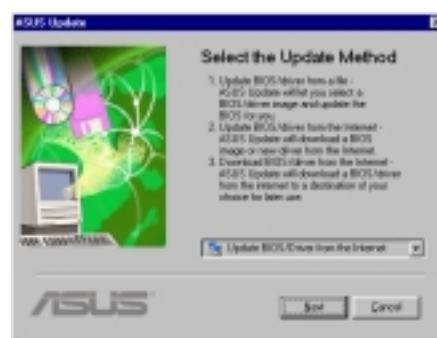 ASUS Update
Select the Update Method
1. Update BIOS/driver from a file -
ASUS Update will let you select a
BIOS/driver image and update the
BIOS for you.
2. Update BIOS/driver from the Internet -
ASUS Update will download a BIOS
image or new driver from the Internet.
3. Download BIOS/driver from the Internet -
ASUS Update will download a BIOS/driver
from the internet to a destination of your
choice for later use.
Update BIOS/Driver from the Internet
ASUS
Next
Cancel